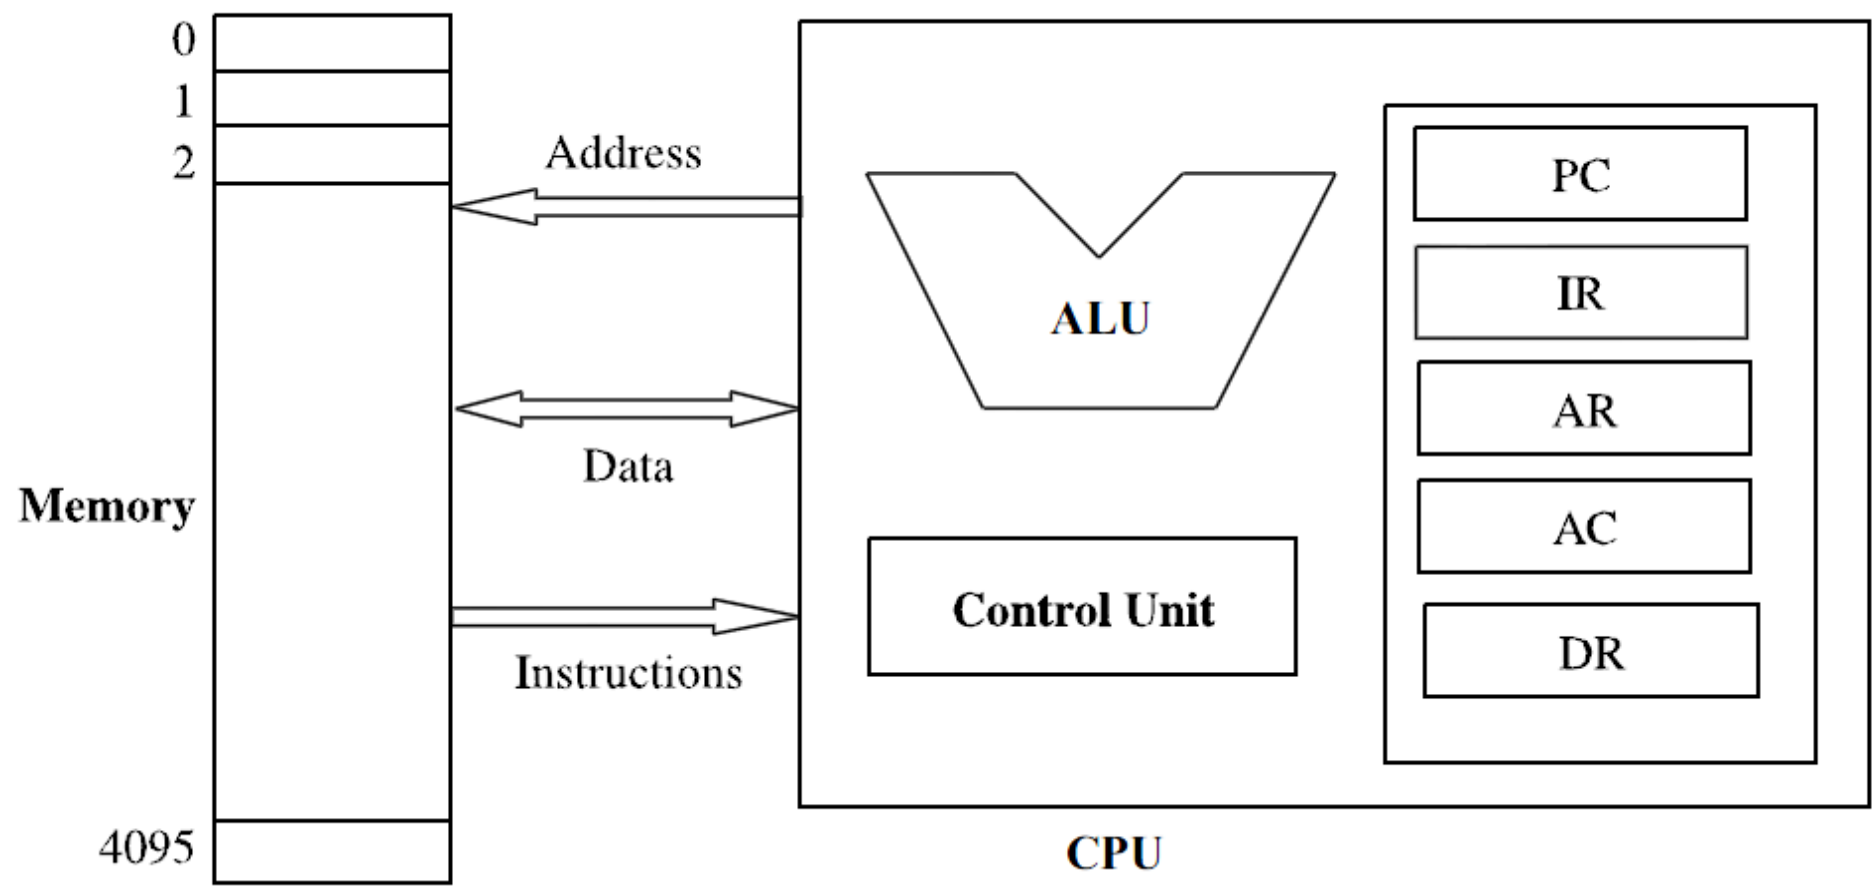 0
1
2
Address
Data
Memory
Instructions
4095
ALU
Control Unit
PC
IR
AR
AC
DR
CPU